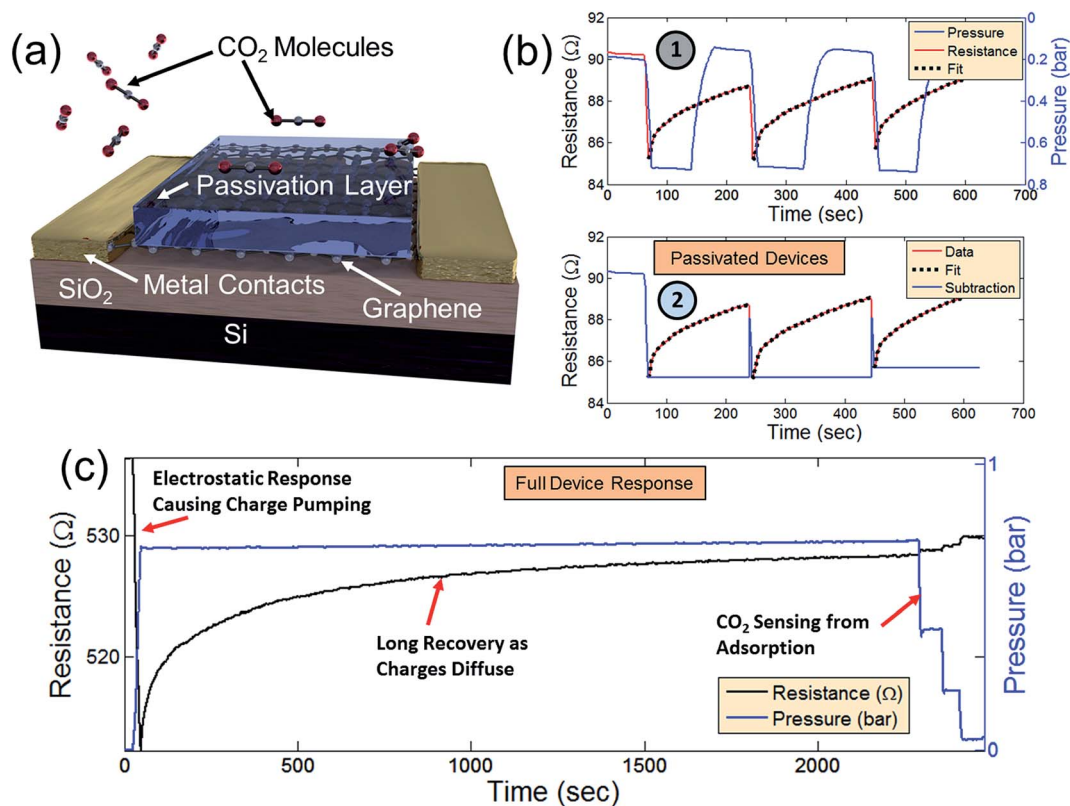 (a)
CO₂ Molecules
Passivation Layer
Metal Contacts
SiO₂
Graphene
Si
(b)
92
90
88
86
84
Resistance (Ω)
1
Pressure
Resistance
Fit
0
0.2
0.4
0.6
0.8
Pressure (bar)
0 100 200 300 400 500 600 700
Time (sec)
92
90
88
86
84
Resistance (Ω)
Passivated Devices
2
Data
Fit
Subtraction
0 100 200 300 400 500 600 700
Time (sec)
(c)
Resistance (Ω)
530
520
Electrostatic Response
Causing Charge Pumping
Full Device Response
Long Recovery as
Charges Diffuse
CO₂ Sensing from
Adsorption
Resistance (Ω)
Pressure (bar)
1
0
Pressure (bar)
0 500 1000 1500 2000
Time (sec)